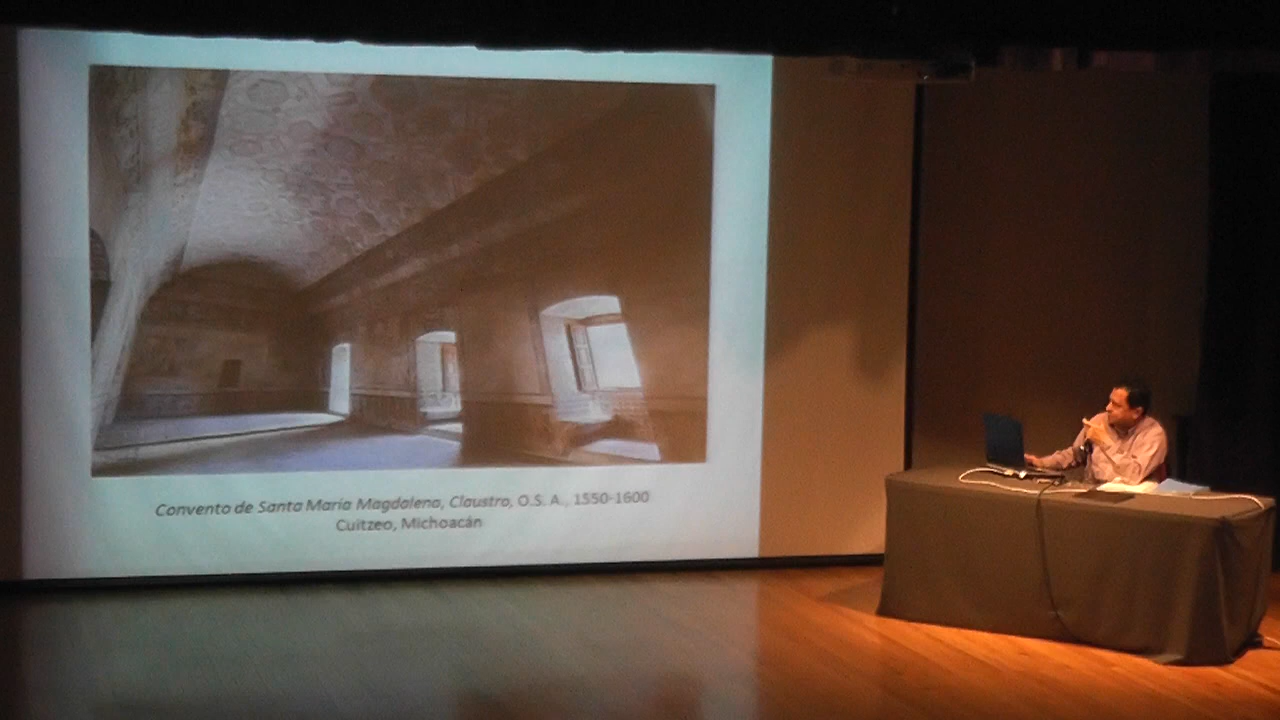 Convento de Santa María Magdalena, Claustro, O.S. A., 1550-1600
Cuitzeo, Michoacán